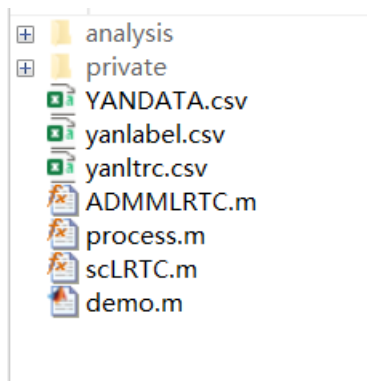 analysis
private
YANDATA.csv
yanlabel.csv
yanltrc.csv
ADMMLRTC.m
process.m
scLRTC.m
demo.m